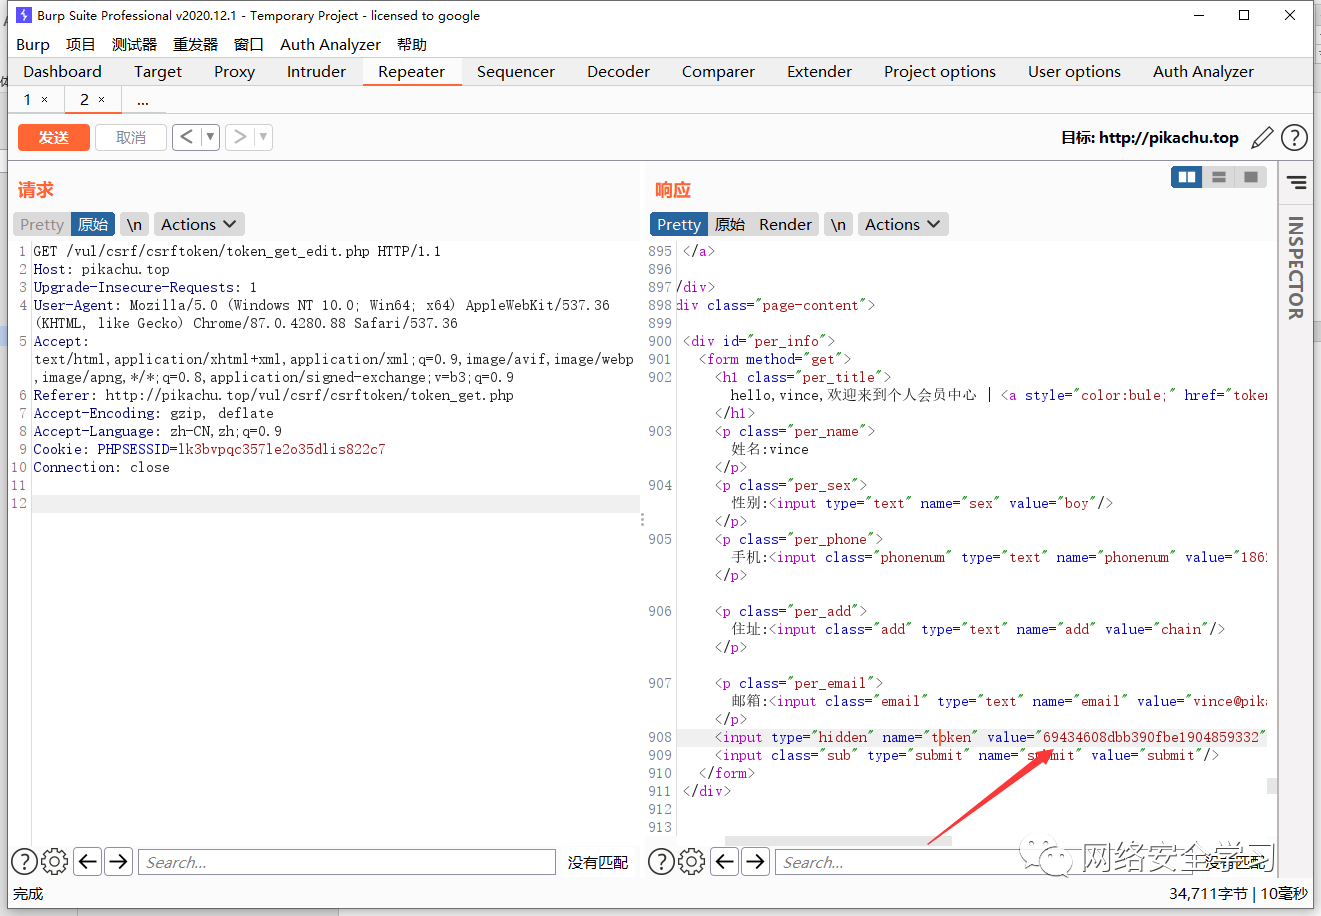 Burp Suite Professional v2020.12.1 - Temporary Project - licensed to google
Burp 项目 测试器 重发器 窗口 Auth Analyzer 帮助
Dashboard Target Proxy Intruder Repeater Sequencer Decoder Comparer Extender Project options User options Auth Analyzer
1 × 2 × ...
发送 取消 < > 目标: http://pikachu.top
请求
Pretty 原始 \n Actions
1 GET /vul/csrf/csrftoken/token_get_edit.php HTTP/1.1
2 Host: pikachu.top
3 Upgrade-Insecure-Requests: 1
4 User-Agent: Mozilla/5.0 (Windows NT 10.0; Win64; x64) AppleWebKit/537.36
(KHTML, like Gecko) Chrome/87.0.4280.88 Safari/537.36
5 Accept:
text/html,application/xhtml+xml,application/xml;q=0.9,image/avif,image/webp
,image/apng,*/*;q=0.8,application/signed-exchange;v=b3;q=0.9
6 Referer: http://pikachu.top/vul/csrf/csrftoken/token_get.php
7 Accept-Encoding: gzip, deflate
8 Accept-Language: zh-CN,zh;q=0.9
9 Cookie: PHPSESSID=lk3bvpqc357le2o35dlis822c7
10 Connection: close
11
12
Search... 没有匹配
响应
Pretty 原始 Render \n Actions
895 </a>
896
897 /div>
898 div class="page-content">
899
900 <div id="per_info">
901 <form method="get">
902 <h1 class="per_title">
hello,vince,欢迎来到个人会员中心 | <a style="color:bule;" href="token
</h1>
903 <p class="per_name">
姓名:vince
</p>
904 <p class="per_sex">
性别:<input type="text" name="sex" value="boy"/>
</p>
905 <p class="per_phone">
手机:<input class="phonenum" type="text" name="phonenum" value="1862
</p>
906 <p class="per_add">
住址:<input class="add" type="text" name="add" value="chain"/>
</p>
907 <p class="per_email">
邮箱:<input class="email" type="text" name="email" value="vince@pika
</p>
908 <input type="hidden" name="token" value="69434608dbb390fbe1904859332"
909 <input class="sub" type="submit" name="submit" value="submit"/>
910 </form>
911 </div>
912
913
Search... 没有匹配
INSPECTOR
网络安全学习
完成 34,711字节 | 10毫秒